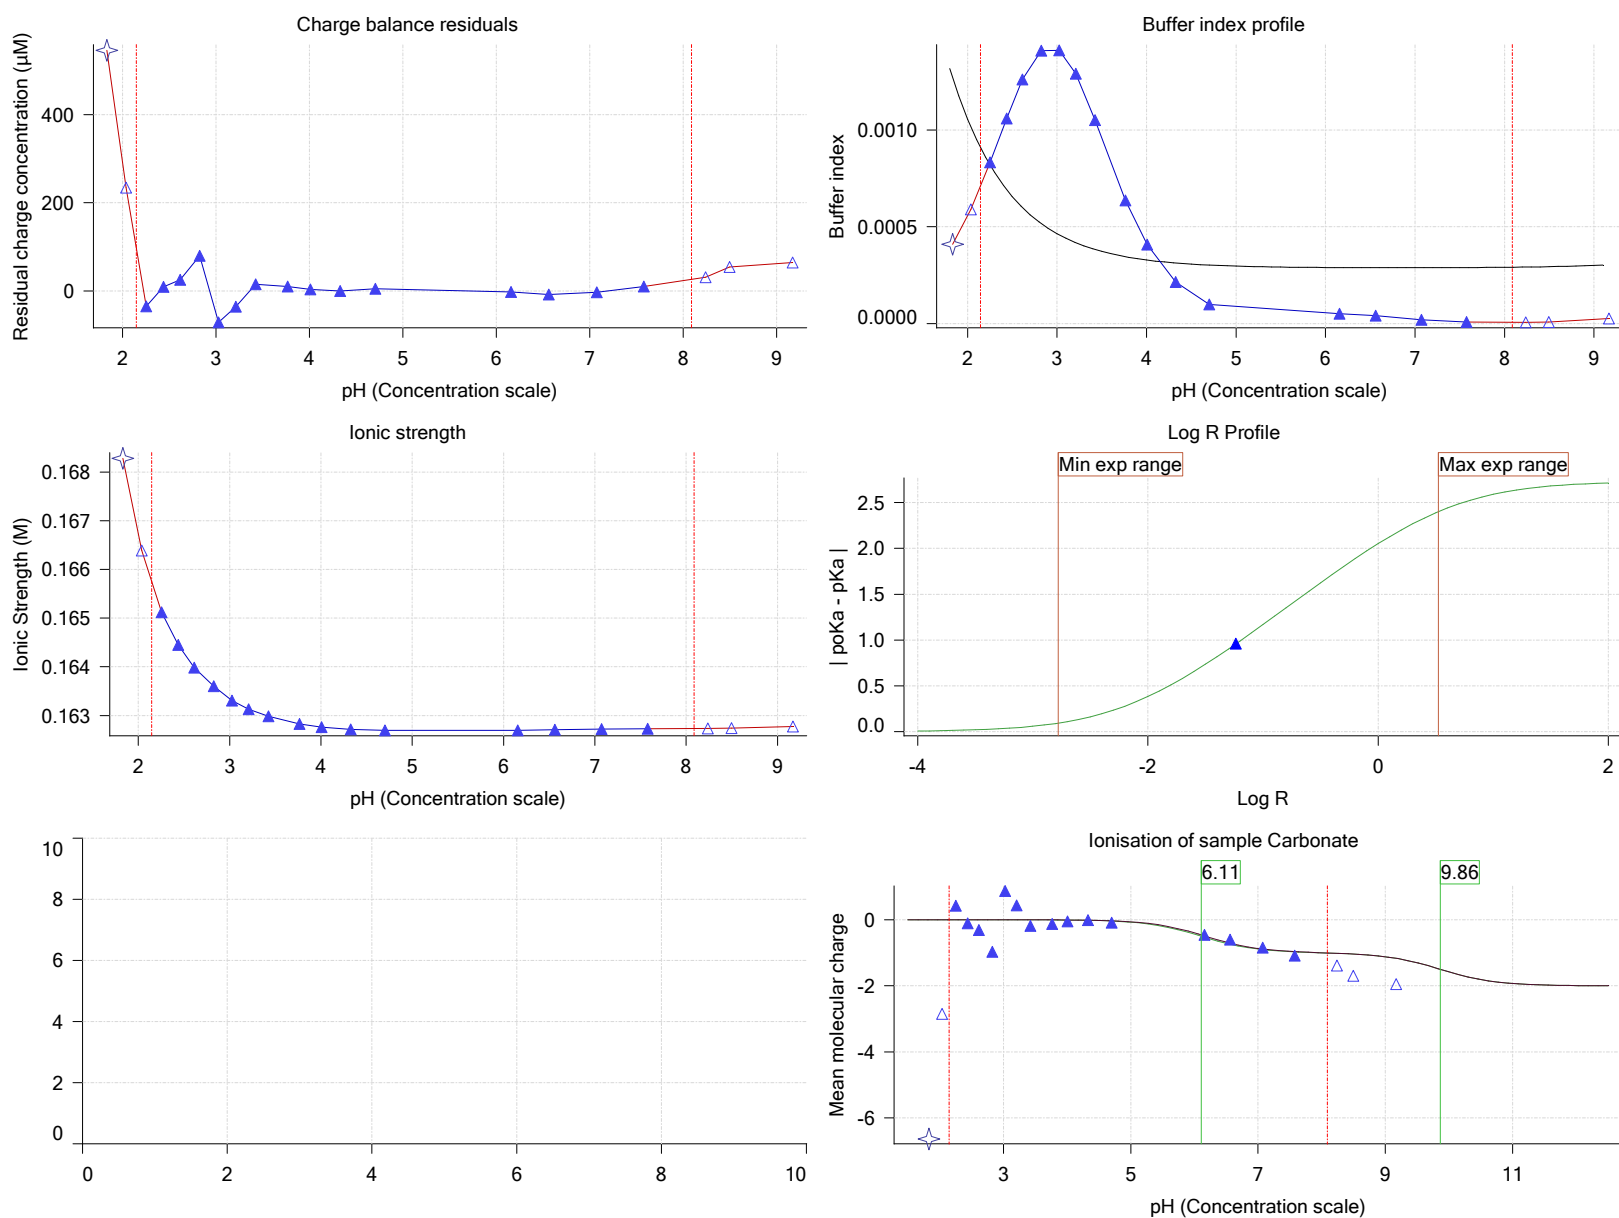 Charge balance residuals
Residual charge concentration (µM)
400
200
0
2 3 4 5 6 7 8 9
pH (Concentration scale)
Buffer index profile
Buffer index
0.0010
0.0005
0.0000
2 3 4 5 6 7 8 9
pH (Concentration scale)
Ionic strength
Ionic Strength (M)
0.168
0.167
0.166
0.165
0.164
0.163
2 3 4 5 6 7 8 9
pH (Concentration scale)
Log R Profile
Min exp range
Max exp range
| poKa - pKa |
2.5
2.0
1.5
1.0
0.5
0.0
-4 -2 0 2
Log R
10
8
6
4
2
0
0 2 4 6 8 10
Ionisation of sample Carbonate
6.11
9.86
Mean molecular charge
0
-2
-4
-6
3 5 7 9 11
pH (Concentration scale)